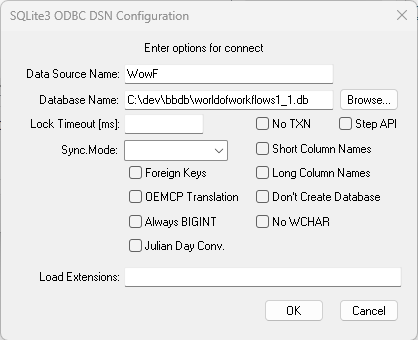 SQLite3 ODBC DSN Configuration
Enter options for connect
Data Source Name: WowF
Database Name: C:\dev\bbdb\worldofworkflows1_1.db Browse...
Lock Timeout [ms]: No TXN Step API
Sync.Mode: Short Column Names
Foreign Keys Long Column Names
OEMCP Translation Don't Create Database
Always BIGINT No WCHAR
Julian Day Conv.
Load Extensions:
OK Cancel